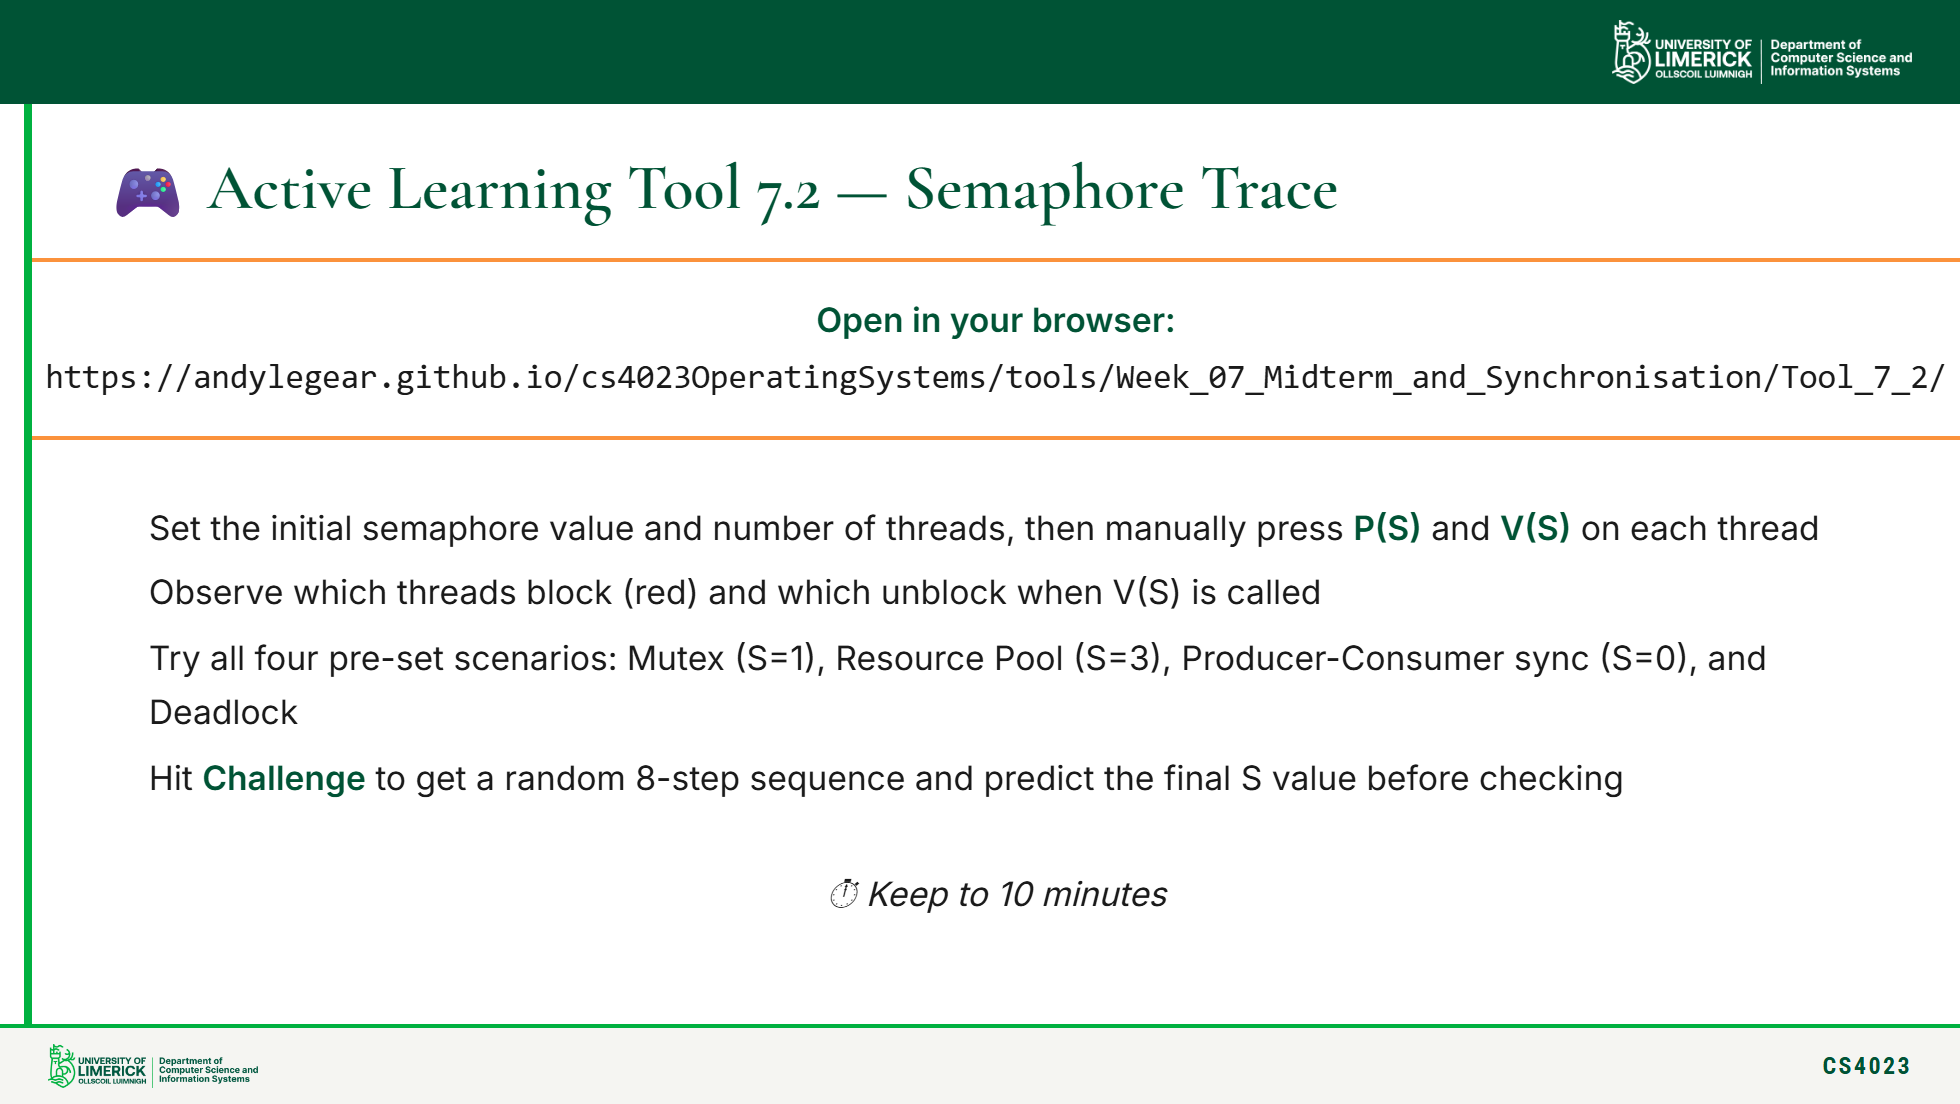 UNIVERSITY OF
LIMERICK
OLLSCOIL LUIMNIGH
Department of
Computer Science and
Information Systems
Active Learning Tool 7.2 — Semaphore Trace
Open in your browser:
https://andylegear.github.io/cs4023OperatingSystems/tools/Week_07_Midterm_and_Synchronisation/Tool_7_2/
Set the initial semaphore value and number of threads, then manually press P(S) and V(S) on each thread
Observe which threads block (red) and which unblock when V(S) is called
Try all four pre-set scenarios: Mutex (S=1), Resource Pool (S=3), Producer-Consumer sync (S=0), and
Deadlock
Hit Challenge to get a random 8-step sequence and predict the final S value before checking
⏱ Keep to 10 minutes
UNIVERSITY OF
LIMERICK
OLLSCOIL LUIMNIGH
Department of
Computer Science and
Information Systems
CS4023